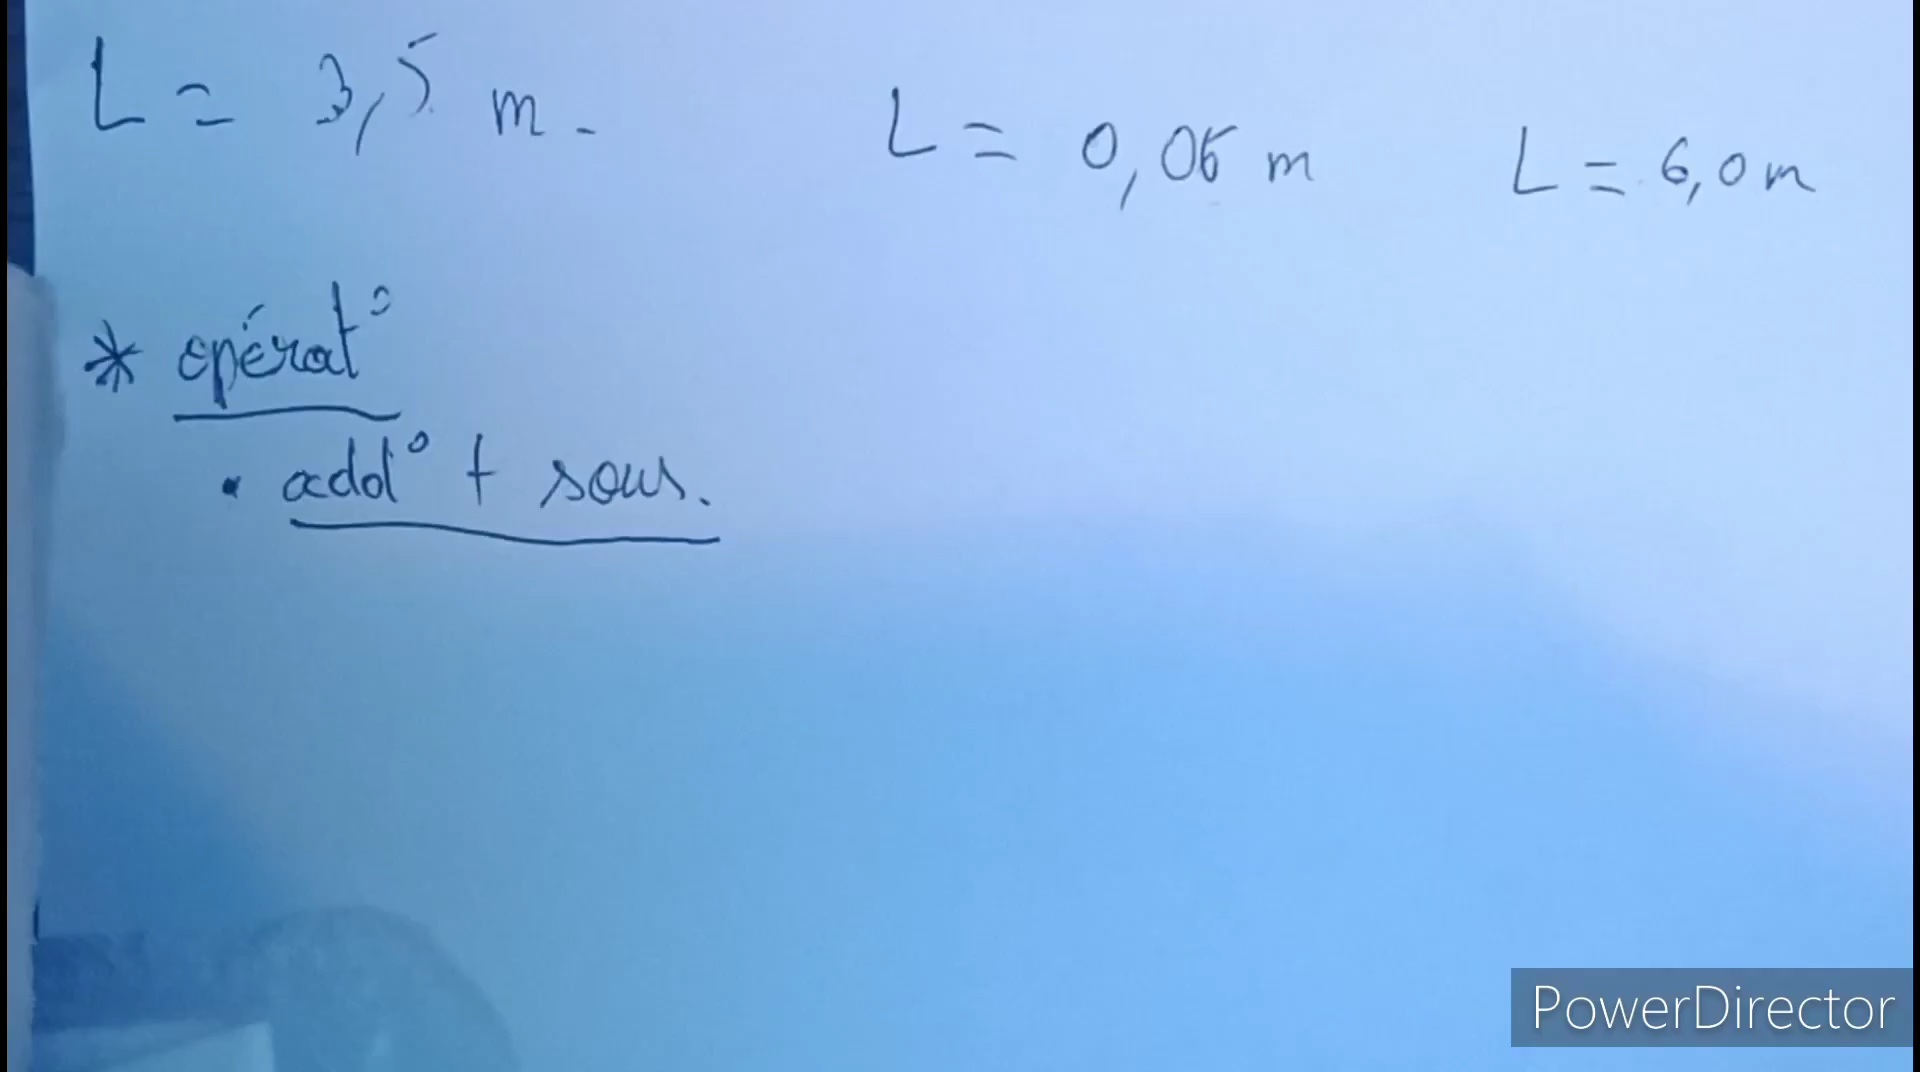 L = 3,5 m. L = 0,06 m L = 6,0 m
* opérat°
• add° + sous.
PowerDirector